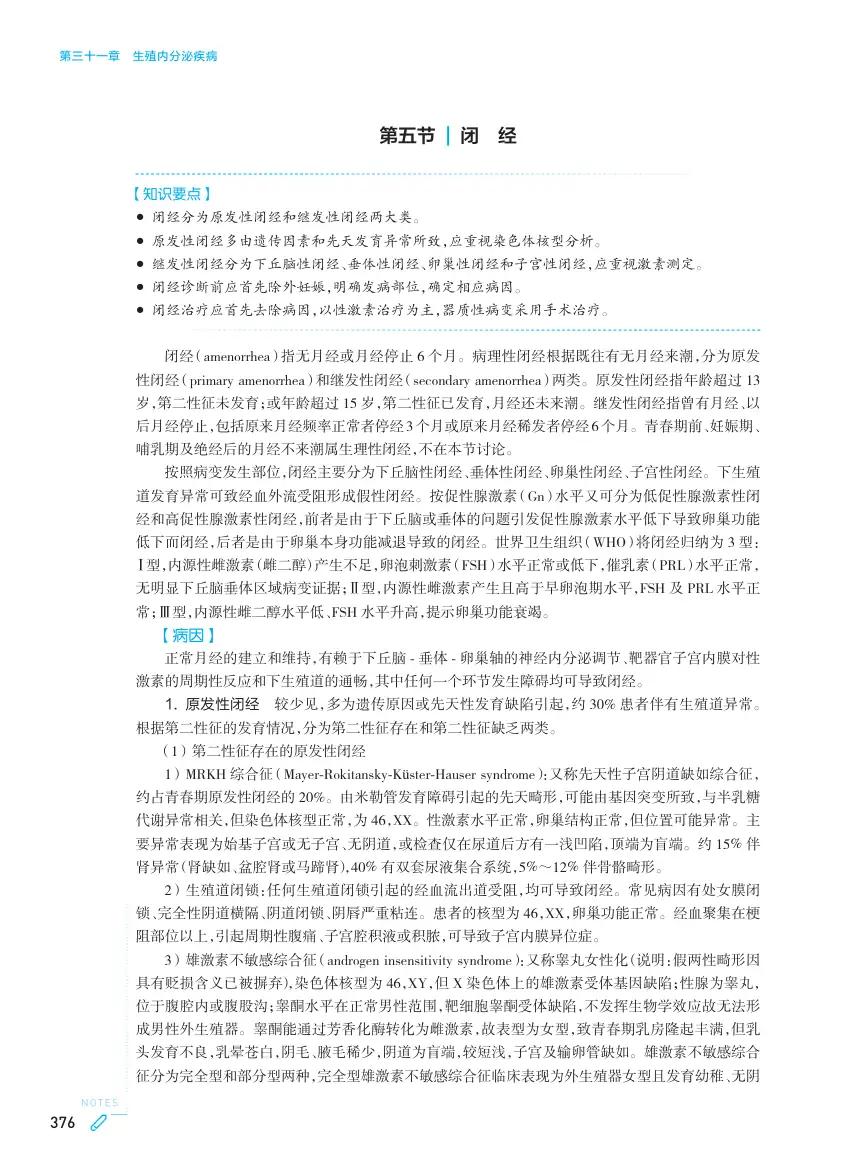 第三十一章 生殖内分泌疾病
第五节 | 闭 经
【知识要点】
● 闭经分为原发性闭经和继发性闭经两大类。
● 原发性闭经多由遗传因素和先天发育异常所致,应重视染色体核型分析。
● 继发性闭经分为下丘脑性闭经、垂体性闭经、卵巢性闭经和子宫性闭经,应重视激素测定。
● 闭经诊断前应首先除外妊娠,明确发病部位,确定相应病因。
● 闭经治疗应首先去除病因,以性激素治疗为主,器质性病变采用手术治疗。
闭经(amenorrhea)指无月经或月经停止 6 个月。病理性闭经根据既往有无月经来潮,分为原发
性闭经(primary amenorrhea)和继发性闭经(secondary amenorrhea)两类。原发性闭经指年龄超过 13
岁,第二性征未发育;或年龄超过 15 岁,第二性征已发育,月经还未来潮。继发性闭经指曾有月经、以
后月经停止,包括原来月经频率正常者停经3个月或原来月经稀发者停经6个月。青春期前、妊娠期、
哺乳期及绝经后的月经不来潮属生理性闭经,不在本节讨论。
按照病变发生部位,闭经主要分为下丘脑性闭经、垂体性闭经、卵巢性闭经、子宫性闭经。下生殖
道发育异常可致经血外流受阻形成假性闭经。按促性腺激素(Gn)水平又可分为低促性腺激素性闭
经和高促性腺激素性闭经,前者是由于下丘脑或垂体的问题引发促性腺激素水平低下导致卵巢功能
低下而闭经,后者是由于卵巢本身功能减退导致的闭经。世界卫生组织(WHO)将闭经归纳为 3 型:
Ⅰ型,内源性雌激素(雌二醇)产生不足,卵泡刺激素(FSH)水平正常或低下,催乳素(PRL)水平正常,
无明显下丘脑垂体区域病变证据;Ⅱ型,内源性雌激素产生且高于早卵泡期水平,FSH 及 PRL 水平正
常;Ⅲ型,内源性雌二醇水平低、FSH 水平升高,提示卵巢功能衰竭。
【病因】
正常月经的建立和维持,有赖于下丘脑 - 垂体 - 卵巢轴的神经内分泌调节、靶器官子宫内膜对性
激素的周期性反应和下生殖道的通畅,其中任何一个环节发生障碍均可导致闭经。
1. 原发性闭经 较少见,多为遗传原因或先天性发育缺陷引起,约 30% 患者伴有生殖道异常。
根据第二性征的发育情况,分为第二性征存在和第二性征缺乏两类。
(1)第二性征存在的原发性闭经
1)MRKH 综合征(Mayer-Rokitansky-Küster-Hauser syndrome):又称先天性子宫阴道缺如综合征,
约占青春期原发性闭经的 20%。由米勒管发育障碍引起的先天畸形,可能由基因突变所致,与半乳糖
代谢异常相关,但染色体核型正常,为 46,XX。性激素水平正常,卵巢结构正常,但位置可能异常。主
要异常表现为始基子宫或无子宫、无阴道,或检查仅在尿道后方有一浅凹陷,顶端为盲端。约 15% 伴
肾异常(肾缺如、盆腔肾或马蹄肾),40% 有双套尿液集合系统,5%～12% 伴骨骼畸形。
2)生殖道闭锁:任何生殖道闭锁引起的经血流出道受阻,均可导致闭经。常见病因有处女膜闭
锁、完全性阴道横隔、阴道闭锁、阴唇严重粘连。患者的核型为 46,XX,卵巢功能正常。经血聚集在梗
阻部位以上,引起周期性腹痛、子宫腔积液或积脓,可导致子宫内膜异位症。
3)雄激素不敏感综合征(androgen insensitivity syndrome):又称睾丸女性化(说明:假两性畸形因
具有贬损含义已被摒弃),染色体核型为 46,XY,但 X 染色体上的雄激素受体基因缺陷;性腺为睾丸,
位于腹腔内或腹股沟;睾酮水平在正常男性范围,靶细胞睾酮受体缺陷,不发挥生物学效应故无法形
成男性外生殖器。睾酮能通过芳香化酶转化为雌激素,故表型为女型,致青春期乳房隆起丰满,但乳
头发育不良,乳晕苍白,阴毛、腋毛稀少,阴道为盲端,较短浅,子宫及输卵管缺如。雄激素不敏感综合
征分为完全型和部分型两种,完全型雄激素不敏感综合征临床表现为外生殖器女型且发育幼稚、无阴
NOTES
376